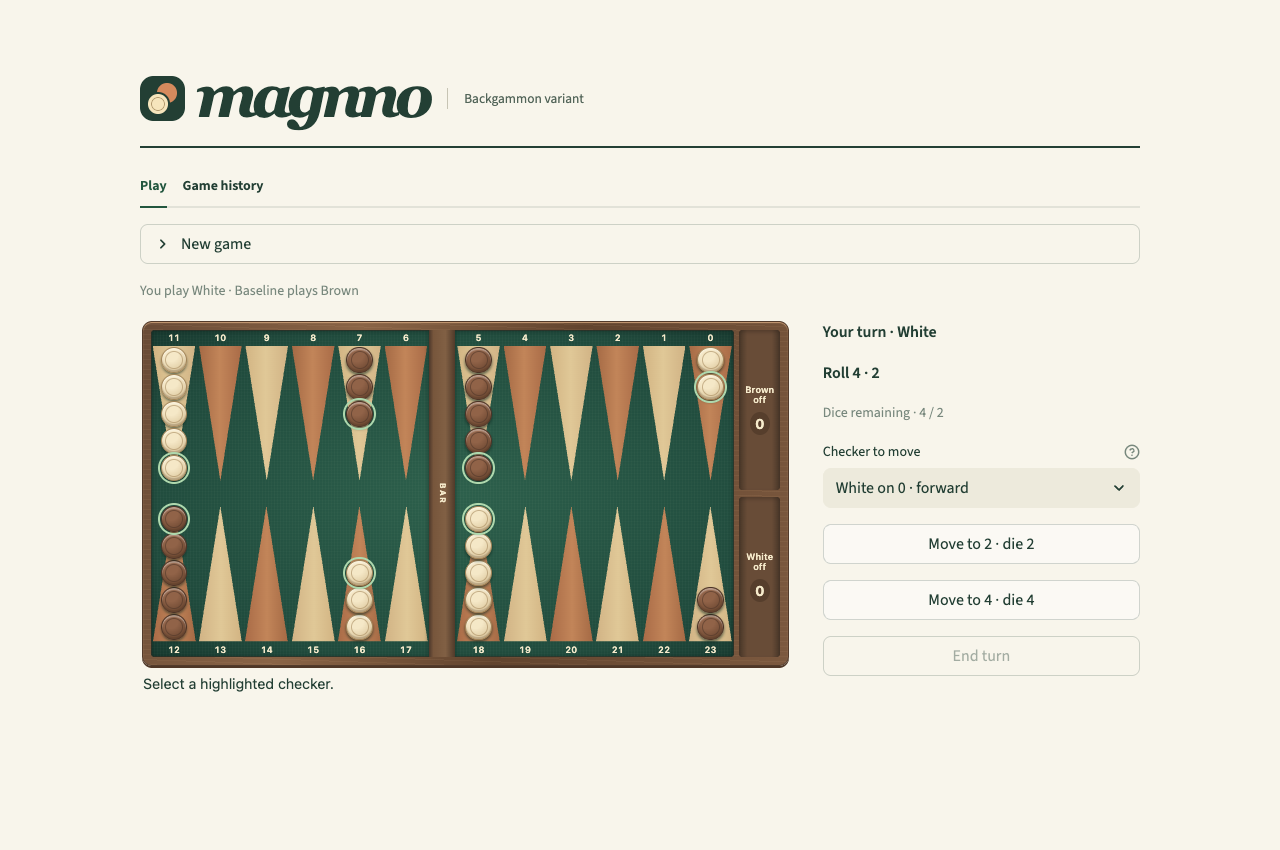 magnno
Backgammon variant
Play Game history
New game
You play White · Baseline plays Brown
11 10 9 8 7 6 5 4 3 2 1 0
Brown
off
0
BAR
White
off
0
12 13 14 15 16 17 18 19 20 21 22 23
Select a highlighted checker.
Your turn · White
Roll 4 · 2
Dice remaining · 4 / 2
Checker to move
White on 0 · forward
Move to 2 · die 2
Move to 4 · die 4
End turn